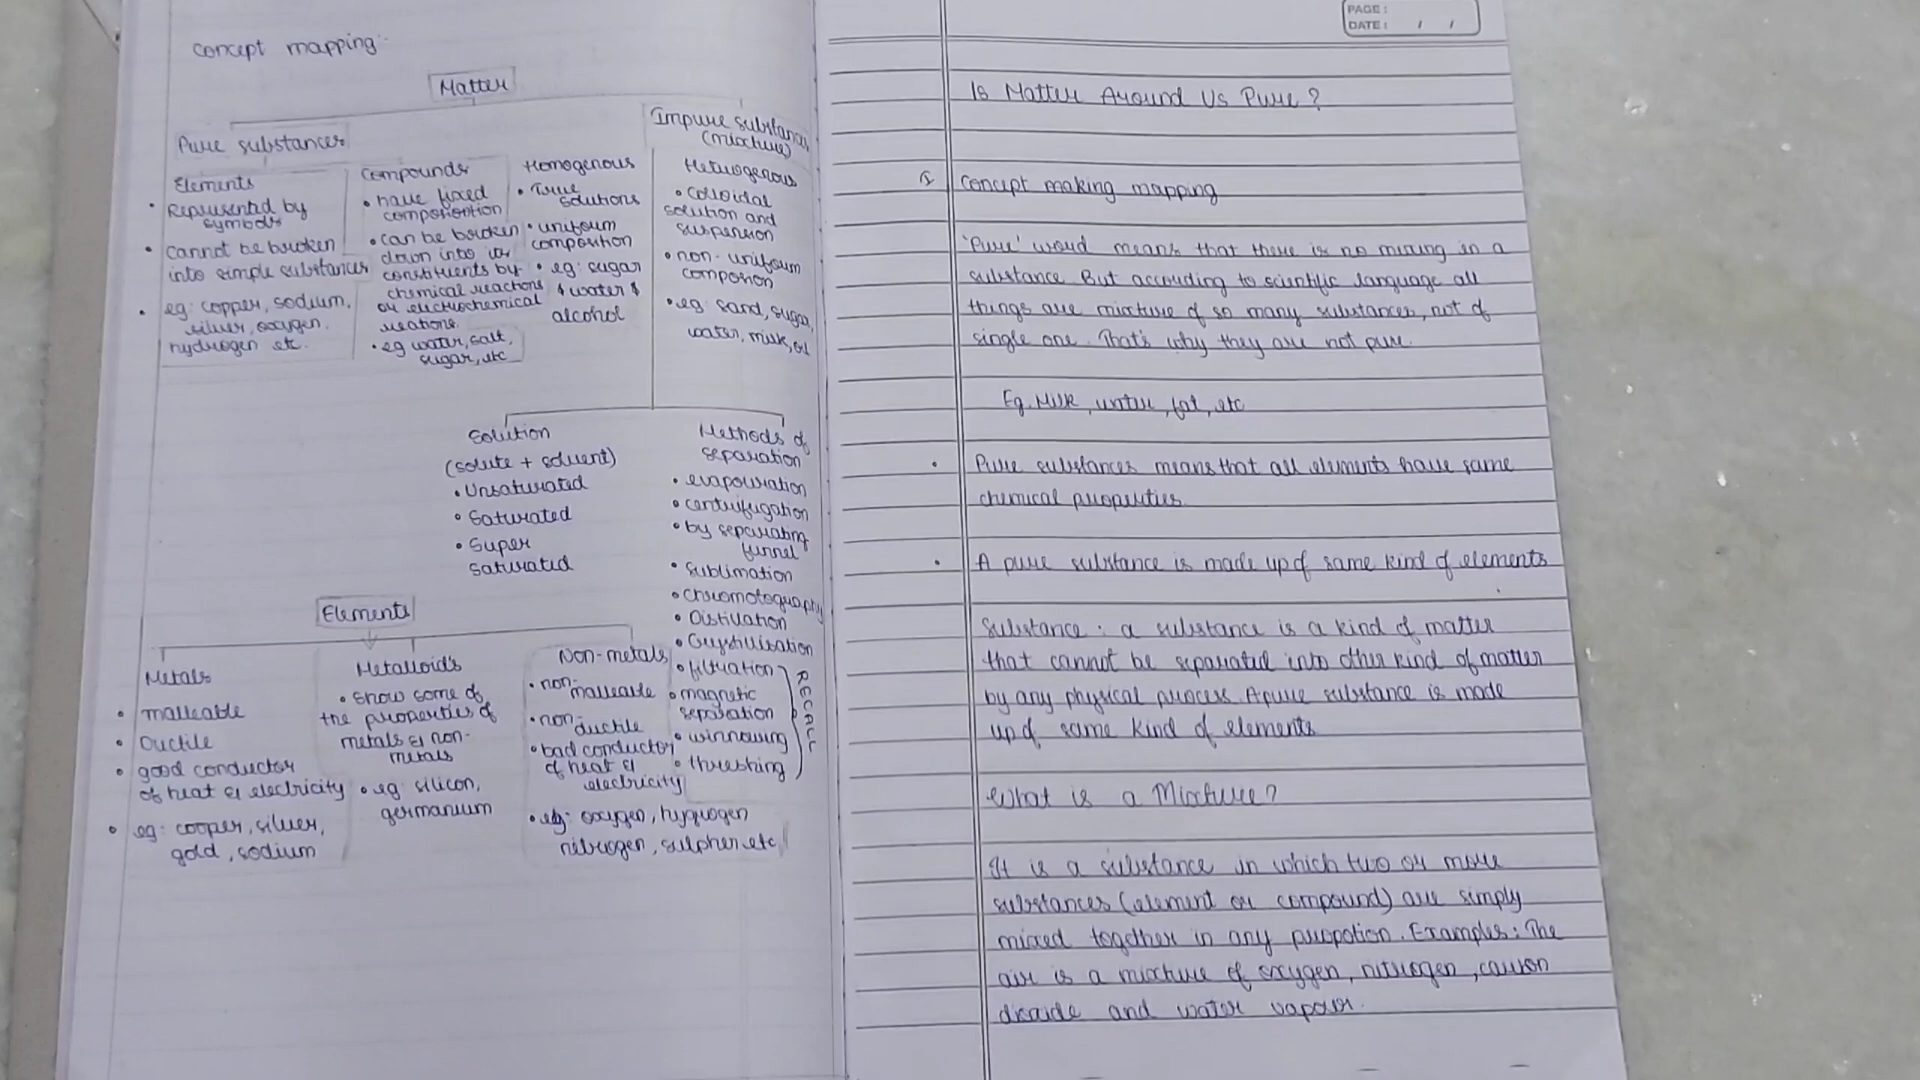 Concept mapping:-
Matter
Pure substances
Elements
• Represented by
symbols
• cannot be broken
into simple substances
• eg: copper, sodium,
silver, oxygen,
hydrogen etc.
Compounds
• have fixed
• can be broken
down into
constituents by
chemical reactions
or electrochemical
reactions.
• eg water, salt,
sugar, etc
Impure substances
(mixture)
Homogenous
• True
solutions
• uniform
composition
• eg: sugar
& water &
alcohol
Heterogenous
• Colloidal
solution and
suspension
• non-uniform
• eg: sand, sugar,
water, milk,
Solution
(solute + solvent)
• Unsaturated
• Saturated
• Super
saturated
Methods of
separation
• evapouration
• centrifugation
• by separating
funnel
• sublimation
• Chromotography
• Distillation
• Crystillisation
• filtration
• magnetic
separation
• winnowing
• threshing
RECALL
Elements
Metals
• malleable
• Ductile
• good conductor
of heat & electricity
• eg: cooper, silver,
gold, sodium
Metalloids
• show some of
the properties of
metals & non-
metals
• eg: silicon,
germanium
Non-metals
• non-
malleable
• non-
ductile
• bad conductor
of heat &
electricity
• eg: oxygen, hyqrogen
nitrogen, sulpher etc
PAGE:
DATE: / /
Is Matter Around Us Pure?
Concept making mapping
'Pure' word means that there is no mixing in a
substance. But according to scientific language all
things are mixture of so many substances, not of
single one. That's why they are not pure.
Eg. Milk, water, fat, etc
• Pure substances means that all elements have same
chemical properties.
• A pure substance is made up of same kind of elements
Substance: a substance is a kind of matter
that cannot be separated into other kind of matter
by any physical process. A pure substance is made
up of same kind of elements
What is a Mixture?
It is a substance in which two or more
substances (element or compound) are simply
mixed together in any propotion. Examples: The
air is a mixture of oxygen, nitrogen, carbon
dioxide and water vapour.